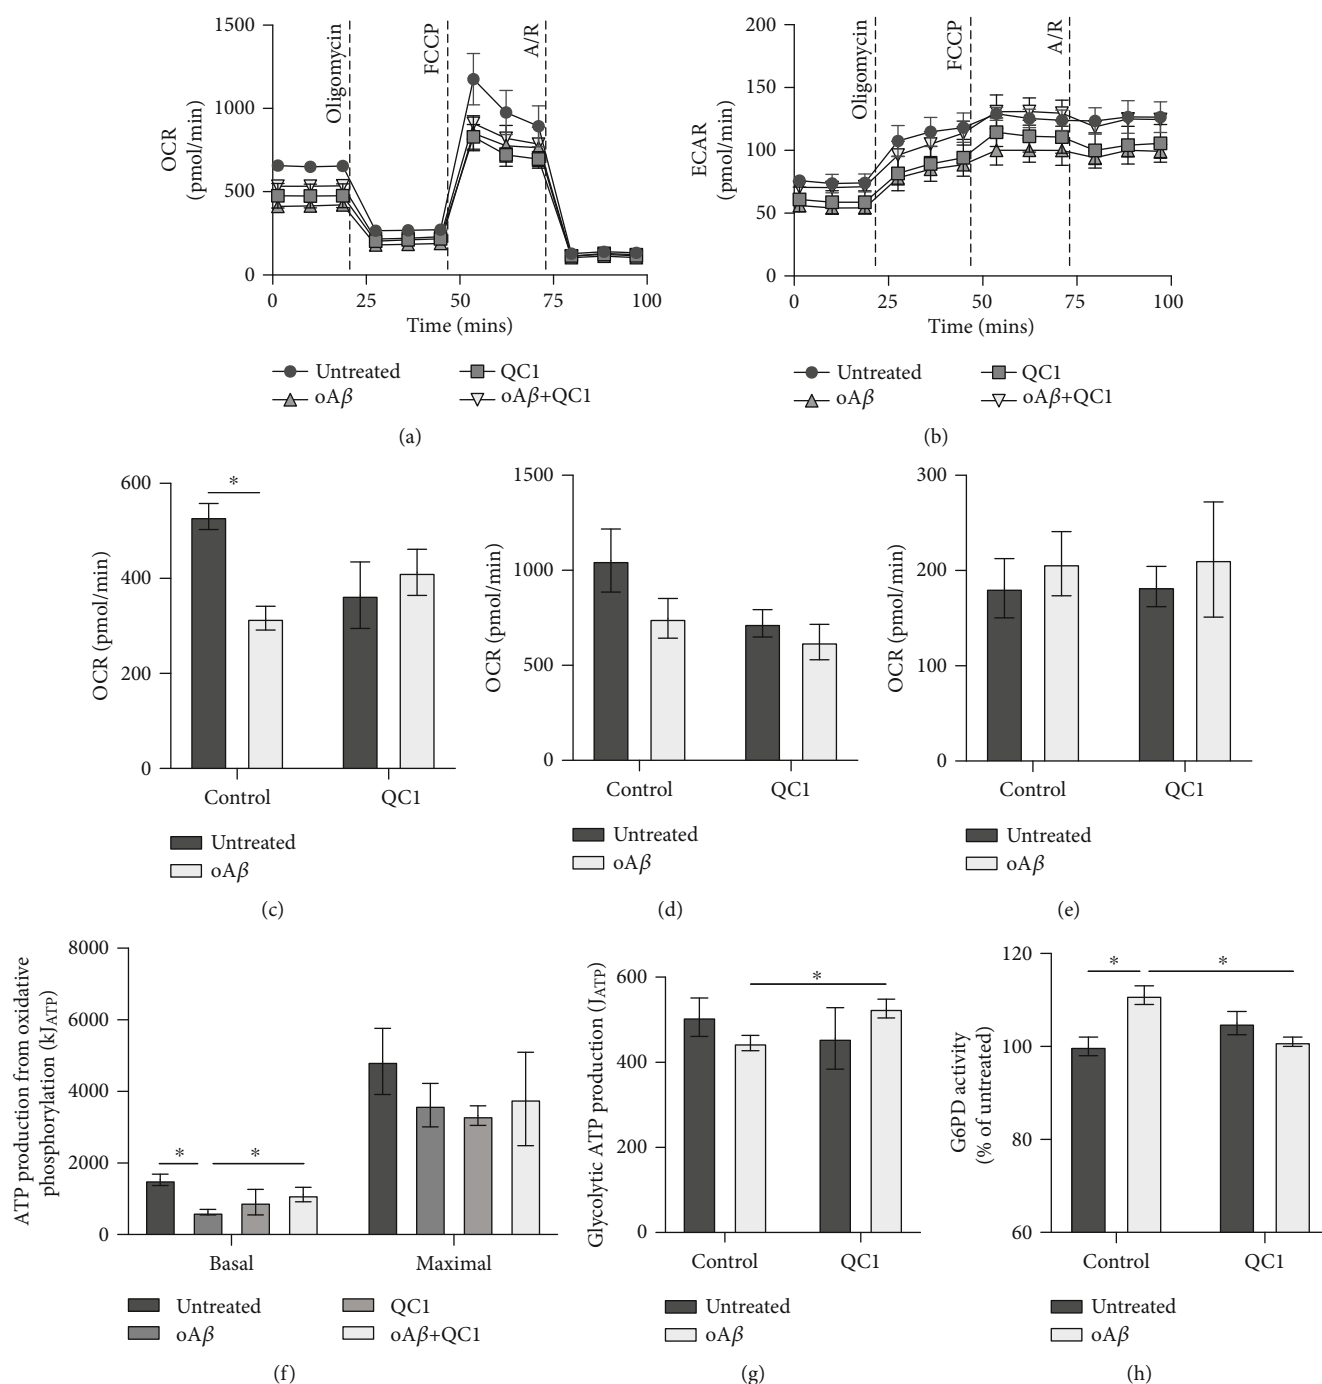 1500
1000
500
0
OCR
(pmol/min)
Oligomycin
FCCP
A/R
0 25 50 75 100
Time (mins)
Untreated QC1
oAβ oAβ+QC1
(a)
200
150
100
50
0
ECAR
(pmol/min)
Oligomycin
FCCP
A/R
0 25 50 75 100
Time (mins)
Untreated QC1
oAβ oAβ+QC1
(b)
600
400
200
0
OCR (pmol/min)
*
Control QC1
Untreated
oAβ
(c)
1500
1000
500
0
OCR (pmol/min)
Control QC1
Untreated
oAβ
(d)
300
200
100
0
OCR (pmol/min)
Control QC1
Untreated
oAβ
(e)
8000
6000
4000
2000
0
ATP production from oxidative
phosphorylation (kJATP)
* *
Basal Maximal
Untreated QC1
oAβ oAβ+QC1
(f)
600
400
200
0
Glycolytic ATP production (JATP)
*
Control QC1
Untreated
oAβ
(g)
120
100
80
60
G6PD activity
(% of untreated)
* *
Control QC1
Untreated
oAβ
(h)